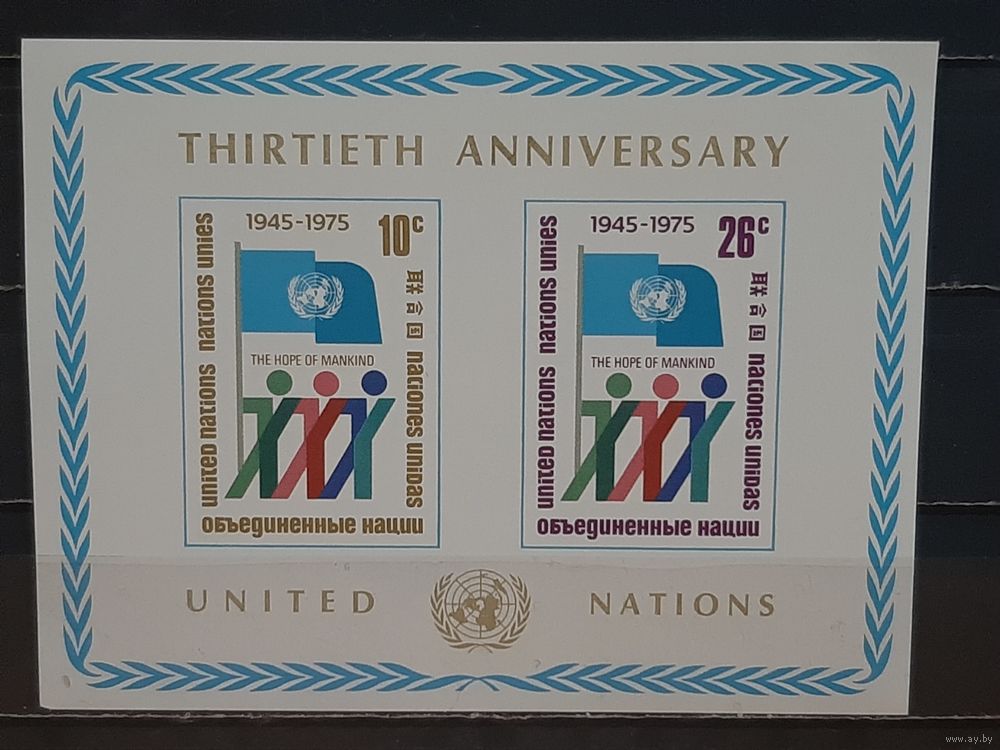 THIRTIETH ANNIVERSARY
1945-1975 10c
united nations nations unies
联合国 naciones unidas
THE HOPE OF MANKIND
Объединенные нации
1945-1975 26c
united nations nations unies
联合国 naciones unidas
THE HOPE OF MANKIND
Объединенные нации
UNITED NATIONS
www.ay.by